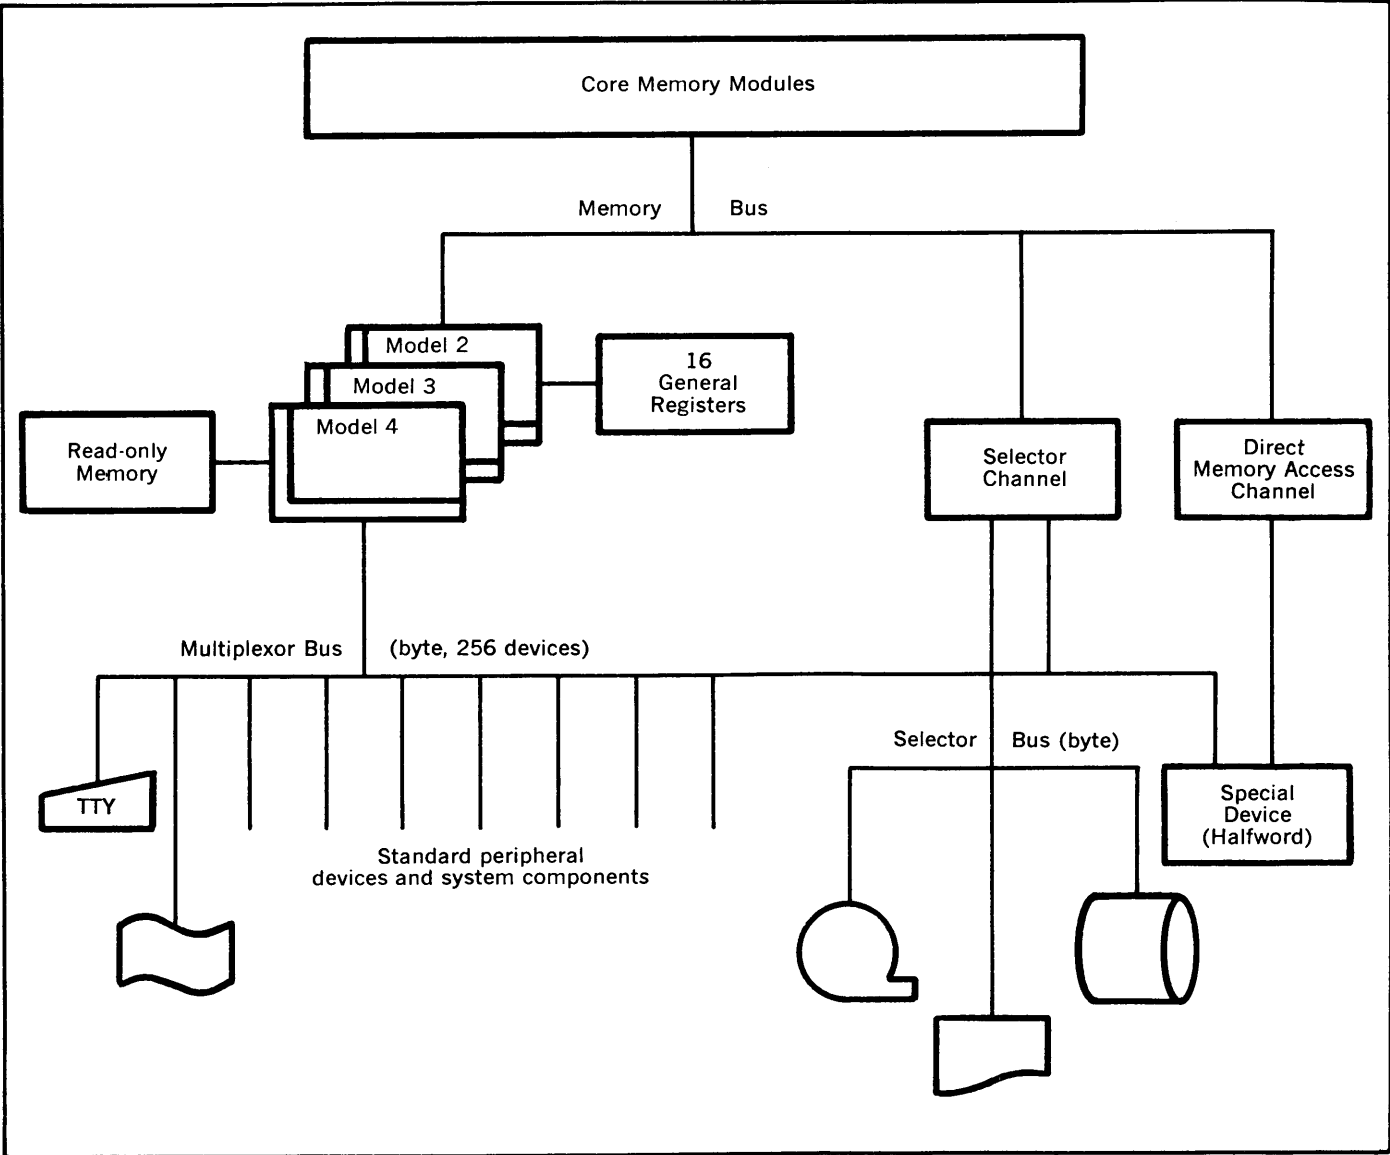 Core Memory Modules
Memory Bus
Model 2
Model 3
Model 4
16
General
Registers
Read-only
Memory
Selector
Channel
Direct
Memory Access
Channel
Multiplexor Bus (byte, 256 devices)
Selector Bus (byte)
TTY
Special
Device
(Halfword)
Standard peripheral
devices and system components